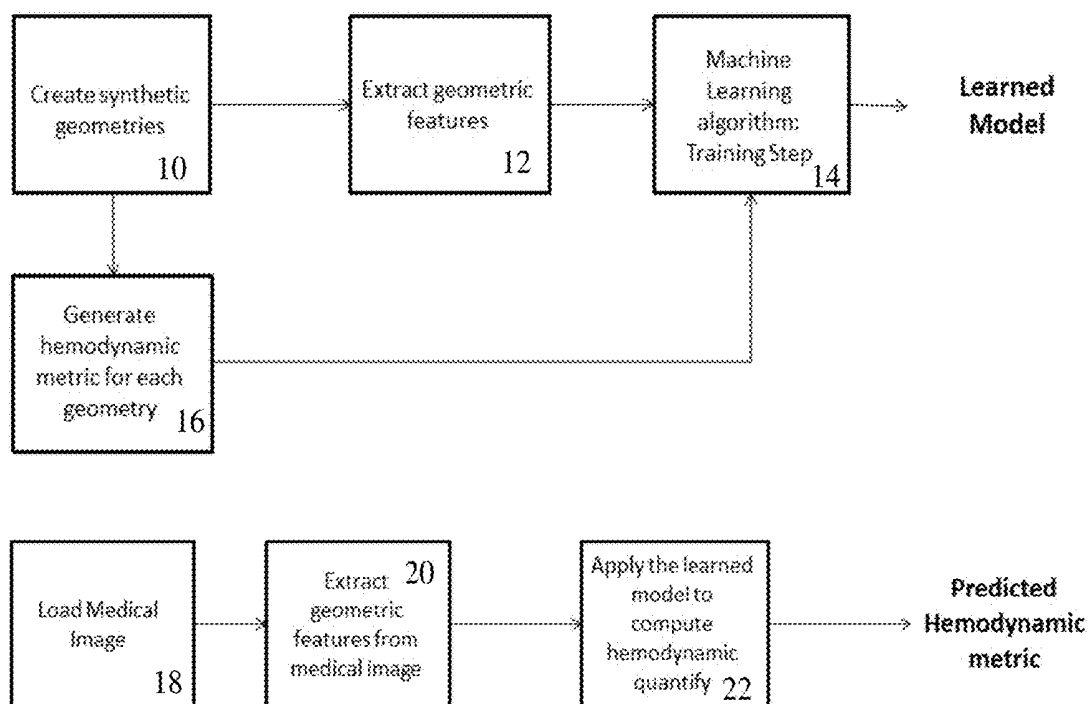 Create synthetic
geometries
10
Extract geometric
features
12
Machine
Learning
algorithm:
Training Step
14
Learned
Model
Generate
hemodynamic
metric for each
geometry
16
Load Medical
Image
18
20
Extract
geometric
features from
medical image
Apply the learned
model to
compute
hemodynamic
quantify
22
Predicted
Hemodynamic
metric